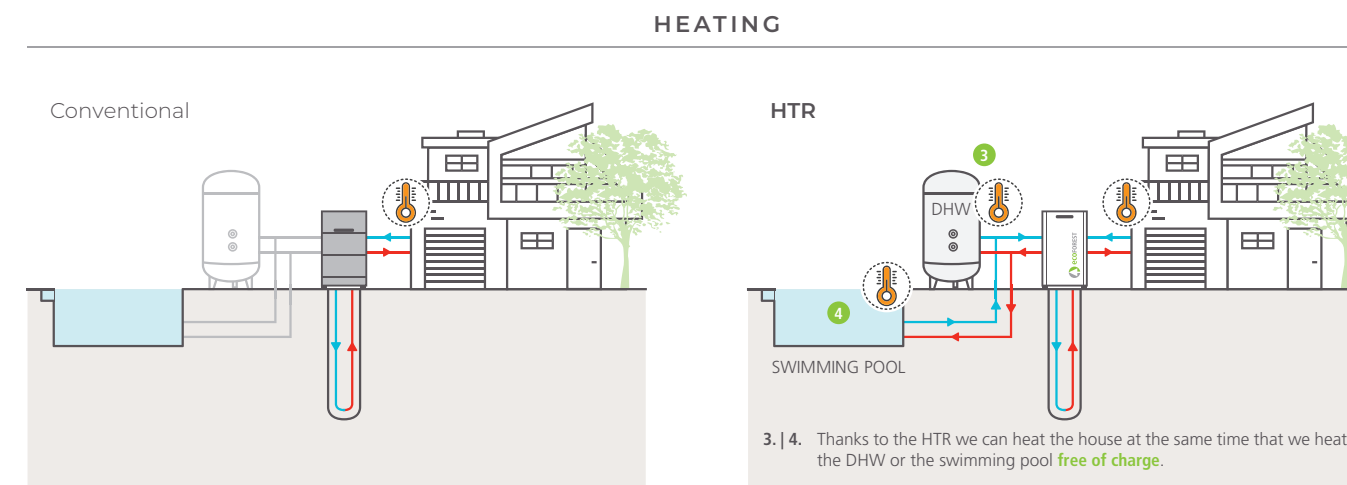 HEATING
Conventional
HTR
3
DHW
ecoFOREST
4
SWIMMING POOL
3. | 4. Thanks to the HTR we can heat the house at the same time that we heat
the DHW or the swimming pool free of charge.